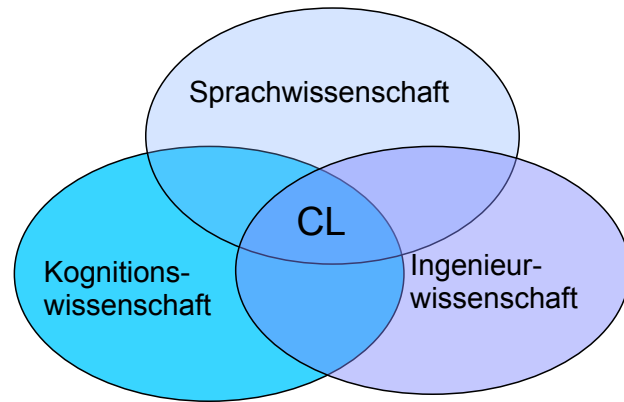 Sprachwissenschaft
CL
Kognitions-
wissenschaft
Ingenieur-
wissenschaft